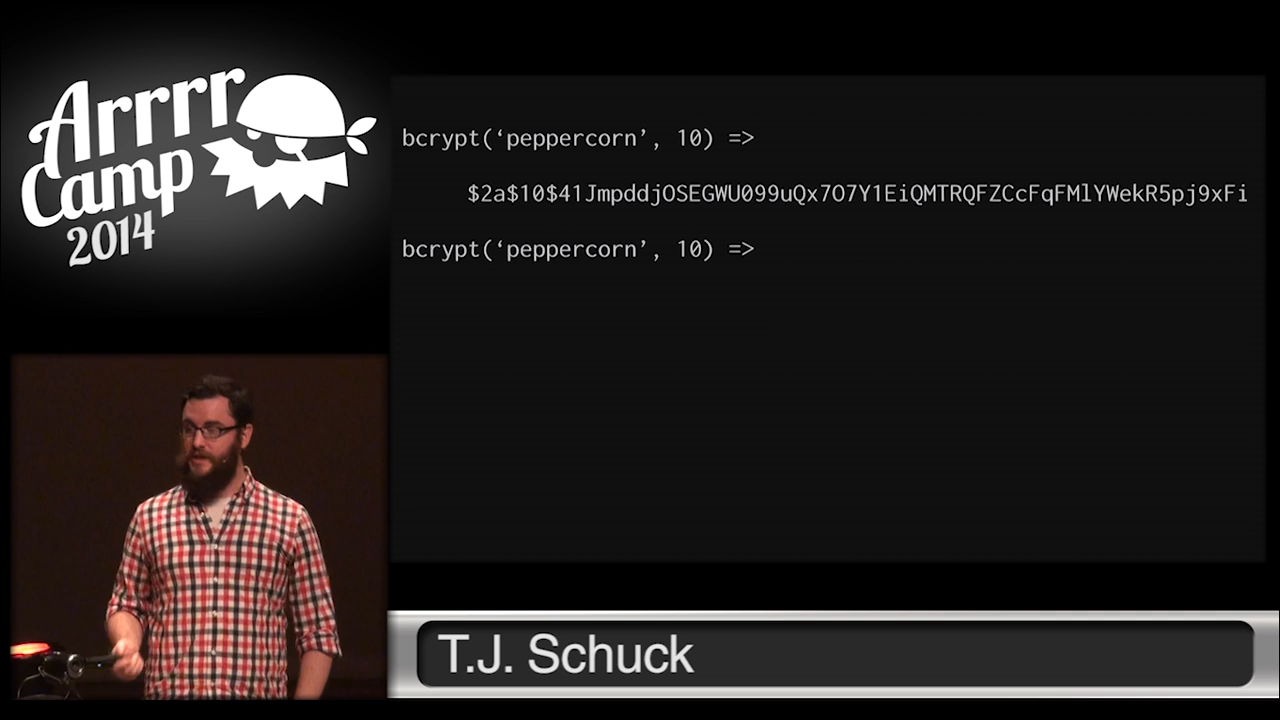 Arrrr
Camp
2014
bcrypt(‘peppercorn’, 10) =>
$2a$10$41JmpddjOSEGWU099uQx7O7Y1EiQMTRQFZCcFqFMlYWekR5pj9xFi
bcrypt(‘peppercorn’, 10) =>
T.J. Schuck